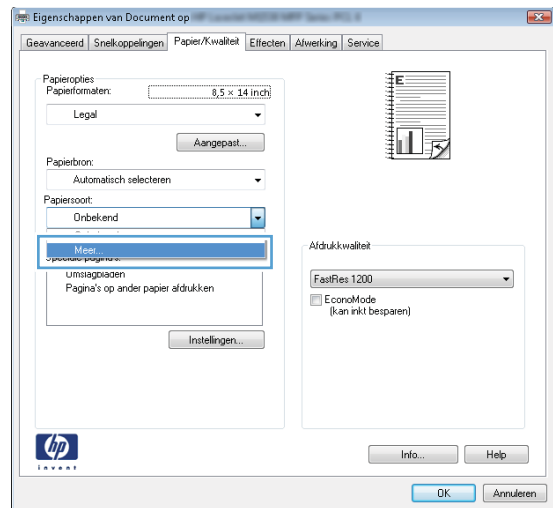 Eigenschappen van Document op
Geavanceerd Snelkoppelingen Papier/Kwaliteit Effecten Afwerking Service
Papieropties
Papierformaten: 8,5 × 14 inch
Legal
Aangepast...
Papierbron:
Automatisch selecteren
Papiersoort:
Onbekend
Meer...
Omslagbladen
Pagina's op ander papier afdrukken
Instellingen...
E
Afdrukkwaliteit
FastRes 1200
EconoMode
(kan inkt besparen)
hp
invent
Info... Help
OK Annuleren